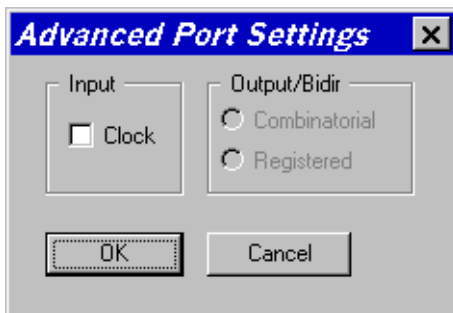 Advanced Port Settings
Input
Output/Bidir
Clock
Combinatorial
Registered
OK
Cancel